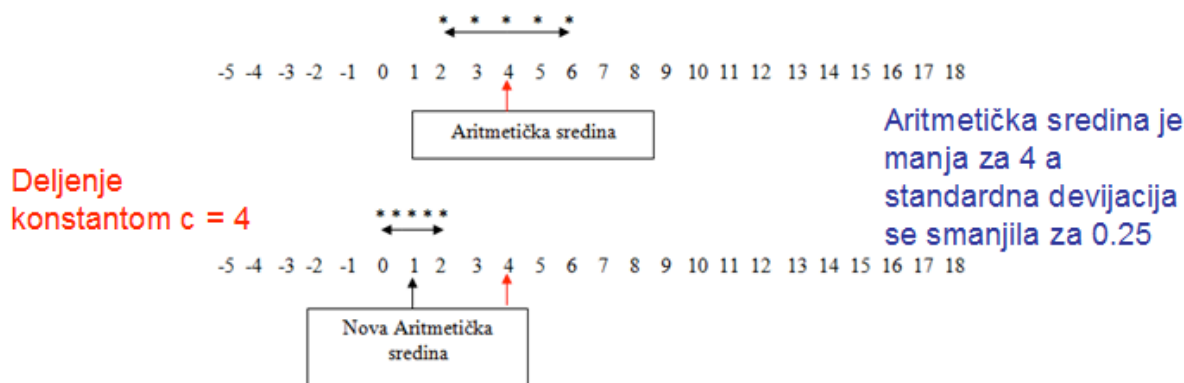 * * * * *
-5 -4 -3 -2 -1 0 1 2 3 4 5 6 7 8 9 10 11 12 13 14 15 16 17 18
Aritmetička sredina
Aritmetička sredina je
manja za 4 a
standardna devijacija
se smanjila za 0.25
Deljenje
konstantom c = 4
* * * * *
-5 -4 -3 -2 -1 0 1 2 3 4 5 6 7 8 9 10 11 12 13 14 15 16 17 18
Nova Aritmetička
sredina